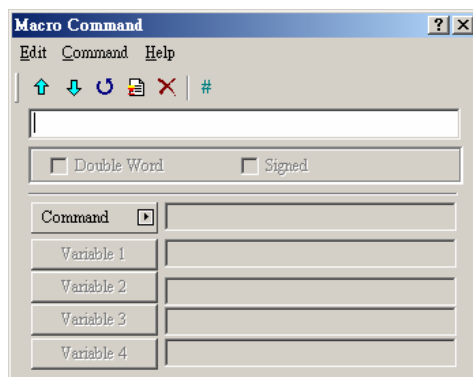 Macro Command
Edit Command Help
#
Double Word Signed
Command
Variable 1
Variable 2
Variable 3
Variable 4